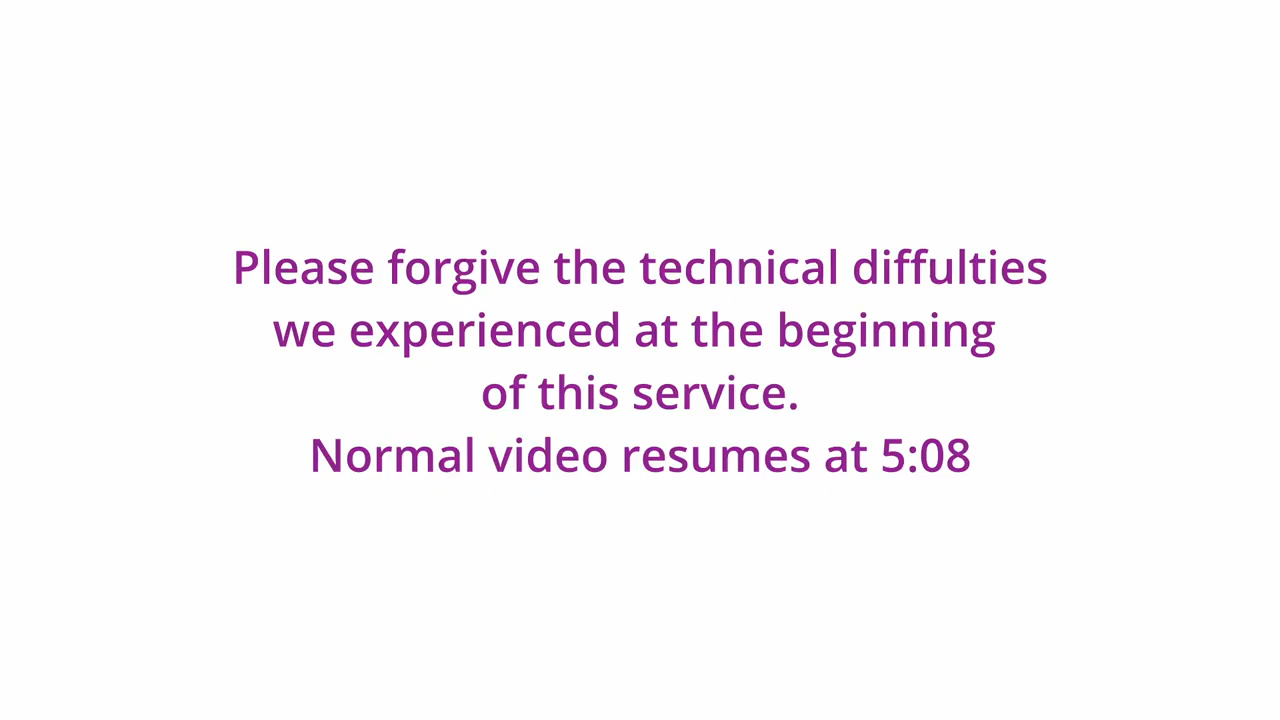 Please forgive the technical diffulties
we experienced at the beginning
of this service.
Normal video resumes at 5:08